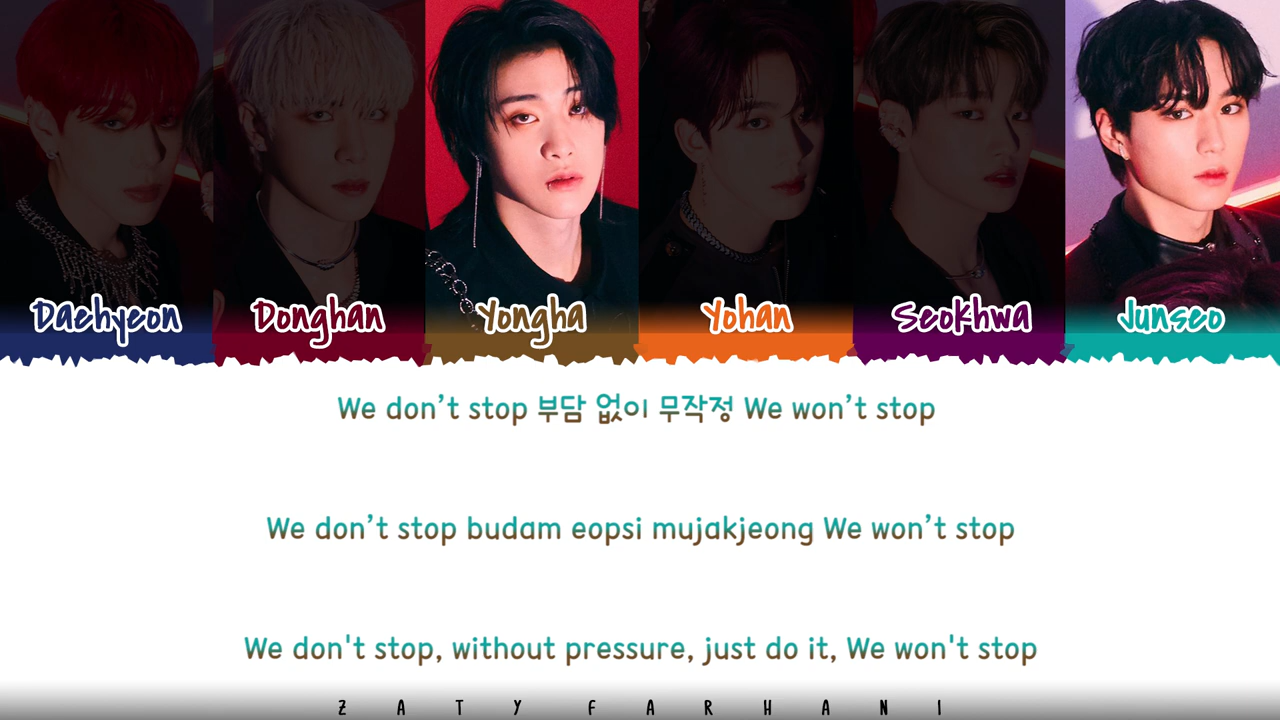 Daehyeon Donghan Yongha Yohan Seokhwa Junseo
We don’t stop 부담 없이 무작정 We won’t stop
We don’t stop budam eopsi mujakjeong We won’t stop
We don't stop, without pressure, just do it, We won't stop
ZATY FARHANI